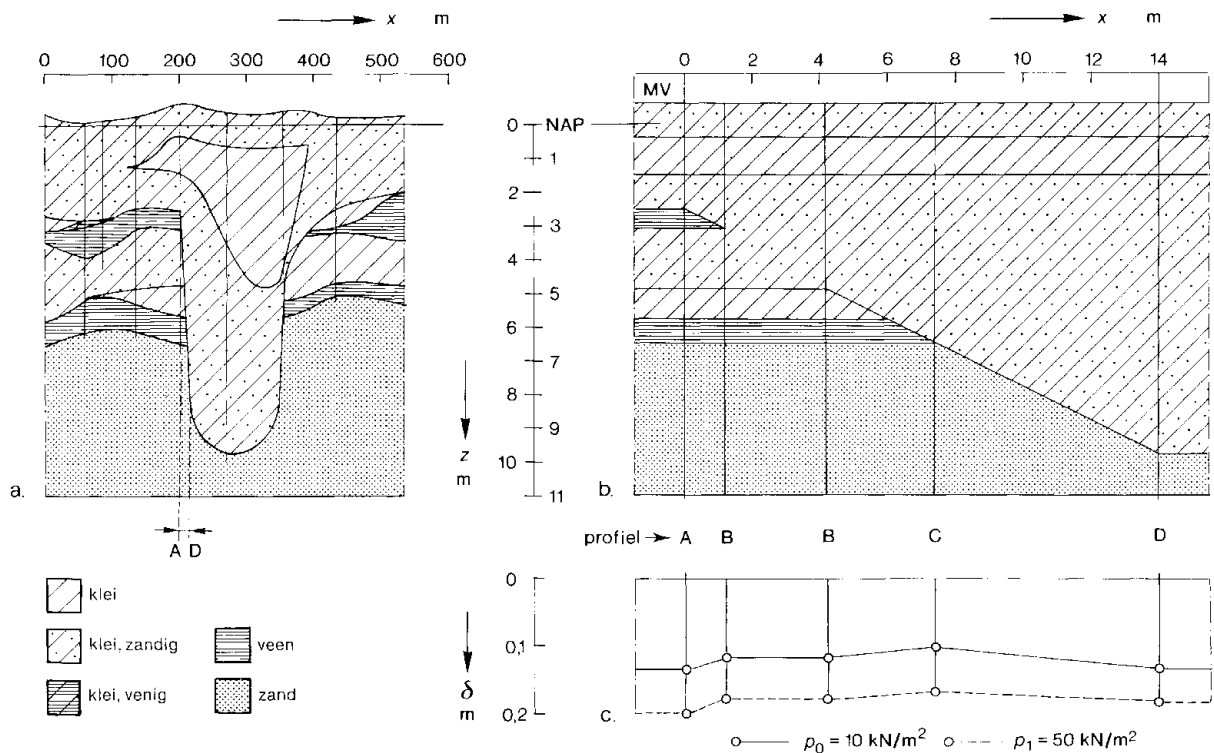 x m
0 100 200 300 400 500 600
x m
0 2 4 6 8 10 12 14
MV
0 NAP
1
2
3
4
5
6
7
8
9
10
11
z
m
a.
b.
A D
profiel → A B B C D
klei
klei, zandig
klei, venig
veen
zand
0
0,1
0,2
δ
m
c.
p₀ = 10 kN/m²
p₁ = 50 kN/m²